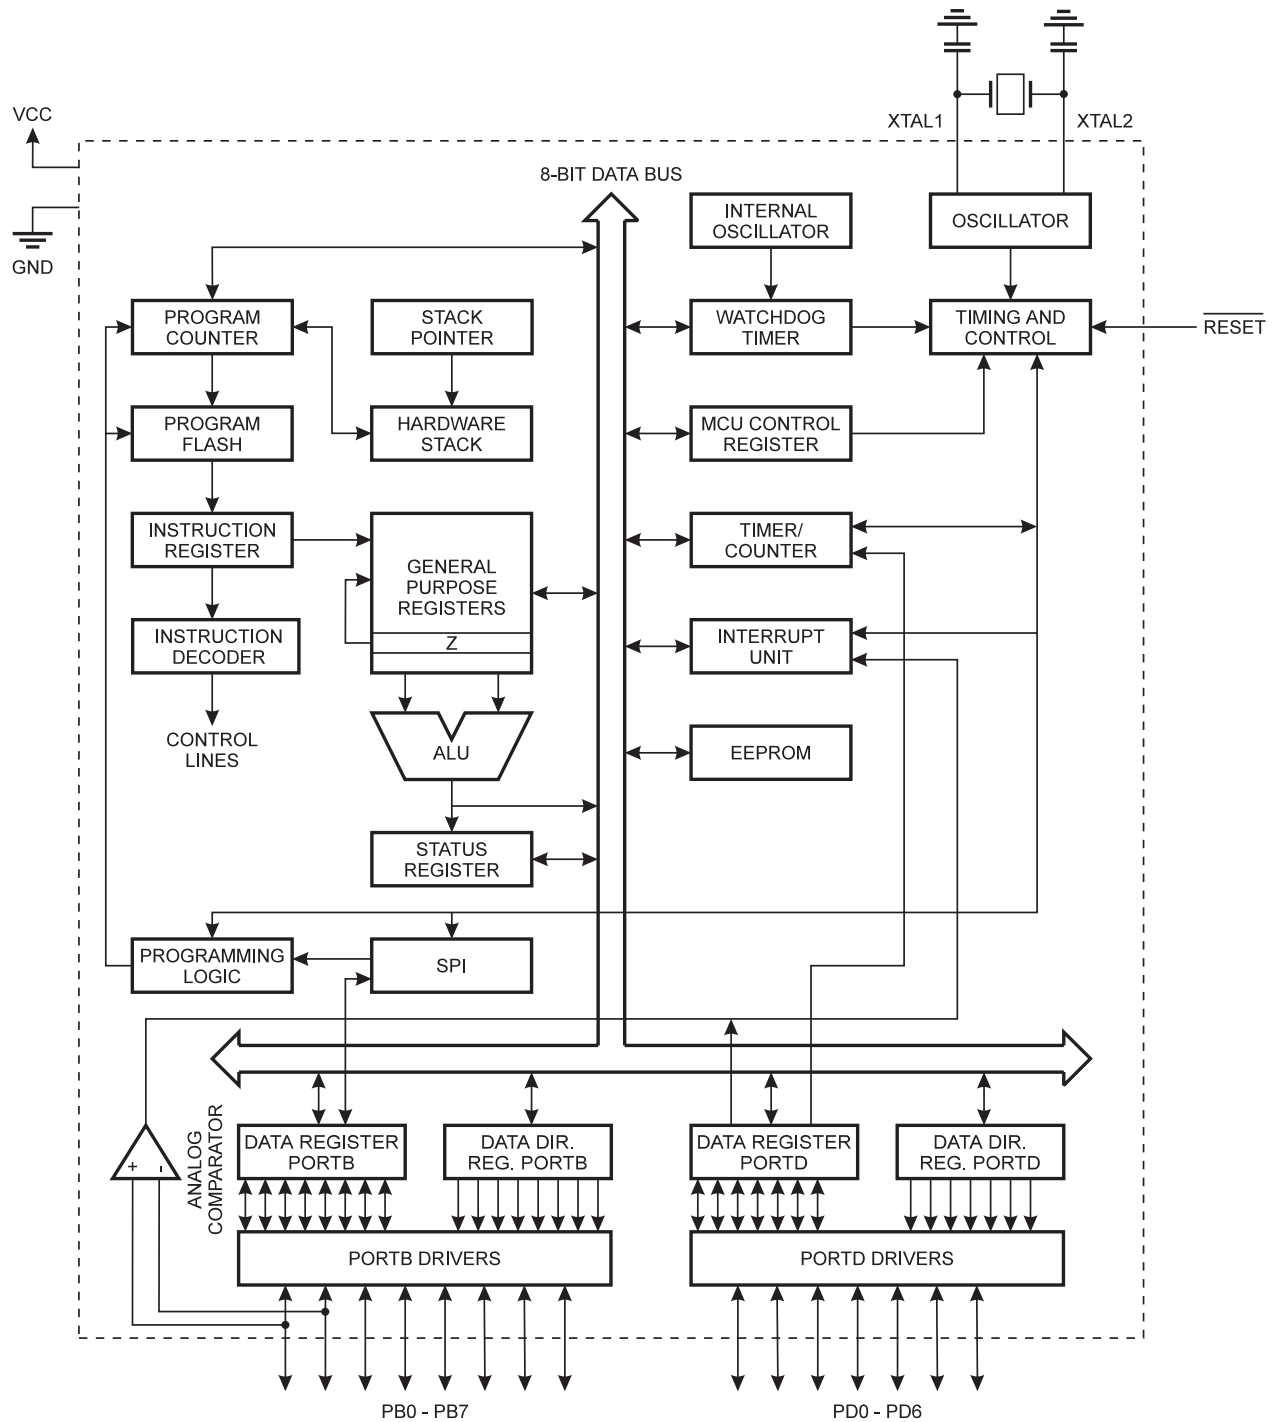 XTAL1
XTAL2
VCC
GND
8-BIT DATA BUS
INTERNAL
OSCILLATOR
OSCILLATOR
PROGRAM
COUNTER
STACK
POINTER
WATCHDOG
TIMER
TIMING AND
CONTROL
RESET
PROGRAM
FLASH
HARDWARE
STACK
MCU CONTROL
REGISTER
INSTRUCTION
REGISTER
GENERAL
PURPOSE
REGISTERS
Z
TIMER/
COUNTER
INSTRUCTION
DECODER
INTERRUPT
UNIT
CONTROL
LINES
ALU
EEPROM
STATUS
REGISTER
PROGRAMMING
LOGIC
SPI
ANALOG
COMPARATOR
+ -
DATA REGISTER
PORTB
DATA DIR.
REG. PORTB
DATA REGISTER
PORTD
DATA DIR.
REG. PORTD
PORTB DRIVERS
PORTD DRIVERS
PB0 - PB7
PD0 - PD6